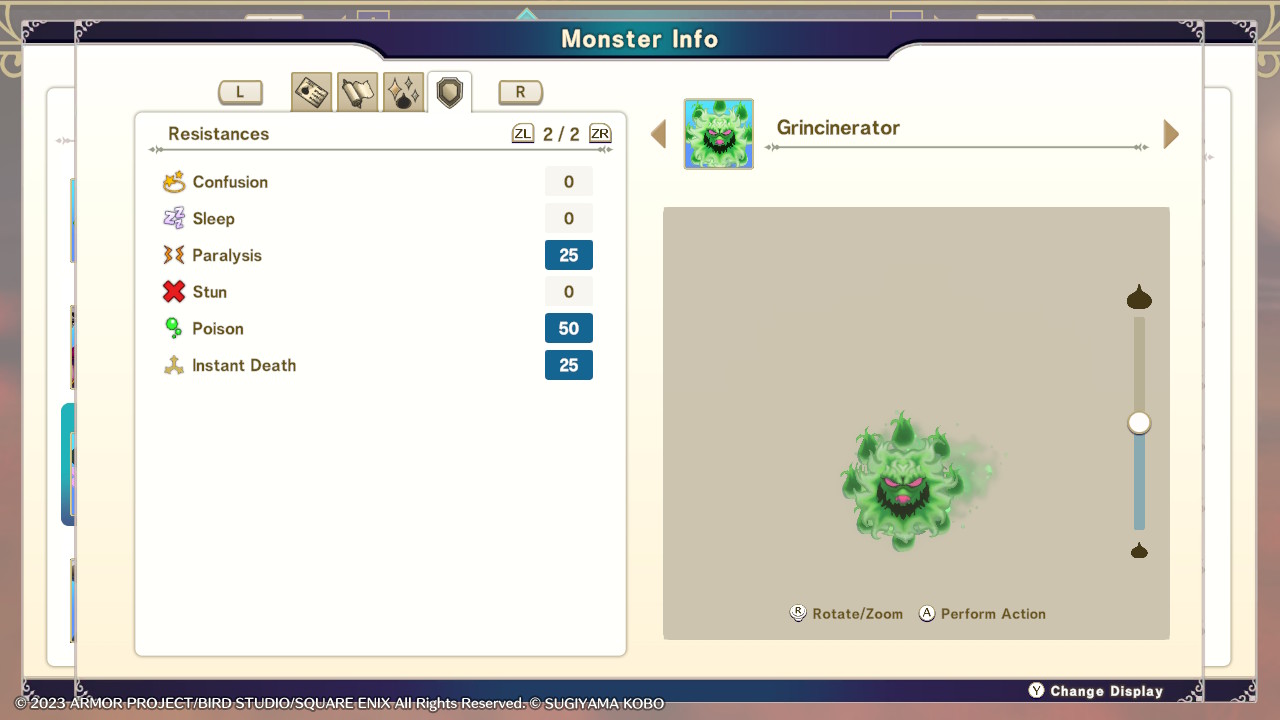 Monster Info
L
R
Resistances
ZL 2 / 2 ZR
Confusion 0
Sleep 0
Paralysis 25
Stun 0
Poison 50
Instant Death 25
Grincinerator
R Rotate/Zoom A Perform Action
Y Change Display
© 2023 ARMOR PROJECT/BIRD STUDIO/SQUARE ENIX All Rights Reserved. © SUGIYAMA KOBO